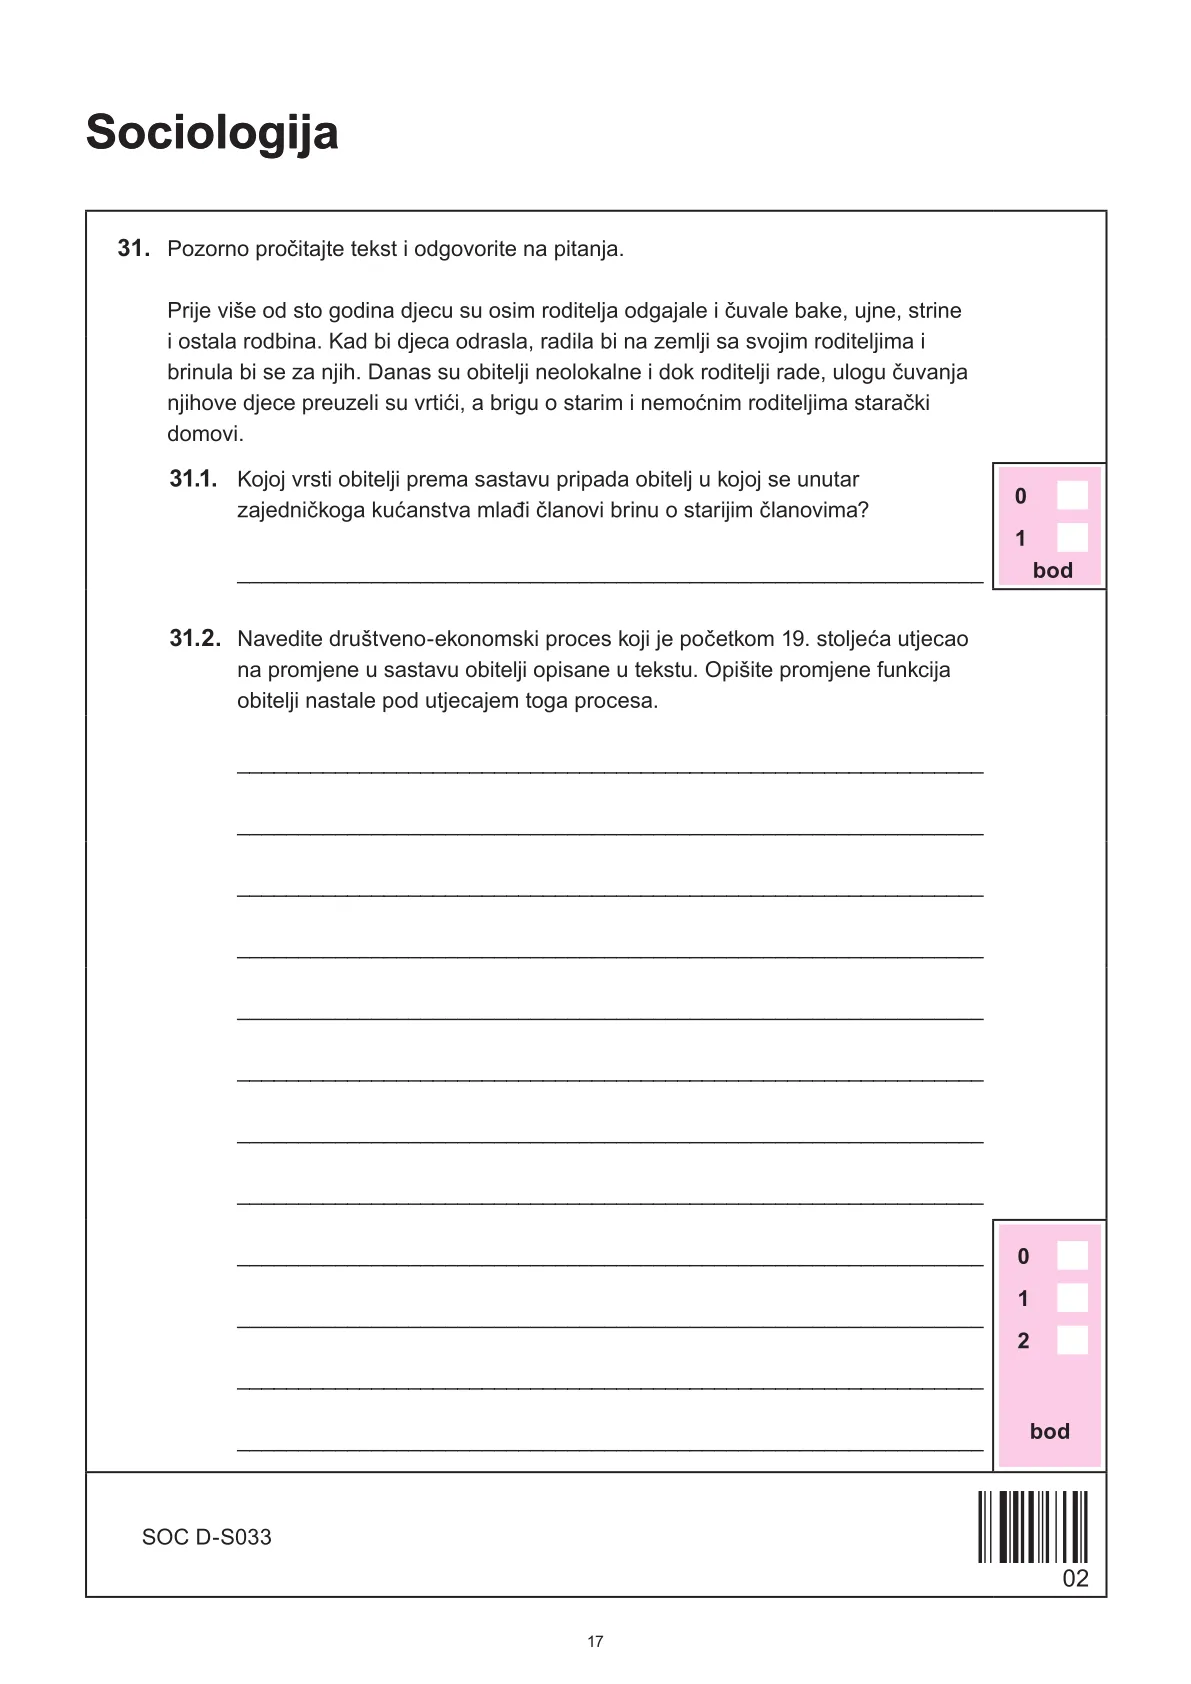 Sociologija
31. Pozorno pročitajte tekst i odgovorite na pitanja.
Prije više od sto godina djecu su osim roditelja odgajale i čuvale bake, ujne, strine
i ostala rodbina. Kad bi djeca odrasla, radila bi na zemlji sa svojim roditeljima i
brinula bi se za njih. Danas su obitelji neolokalne i dok roditelji rade, ulogu čuvanja
njihove djece preuzeli su vrtići, a brigu o starim i nemoćnim roditeljima starački
domovi.
31.1. Kojoj vrsti obitelji prema sastavu pripada obitelj u kojoj se unutar
zajedničkoga kućanstva mlađi članovi brinu o starijim članovima?
0
1
bod
31.2. Navedite društveno-ekonomski proces koji je početkom 19. stoljeća utjecao
na promjene u sastavu obitelji opisane u tekstu. Opišite promjene funkcija
obitelji nastale pod utjecajem toga procesa.
0
1
2
bod
SOC D-S033
02
17